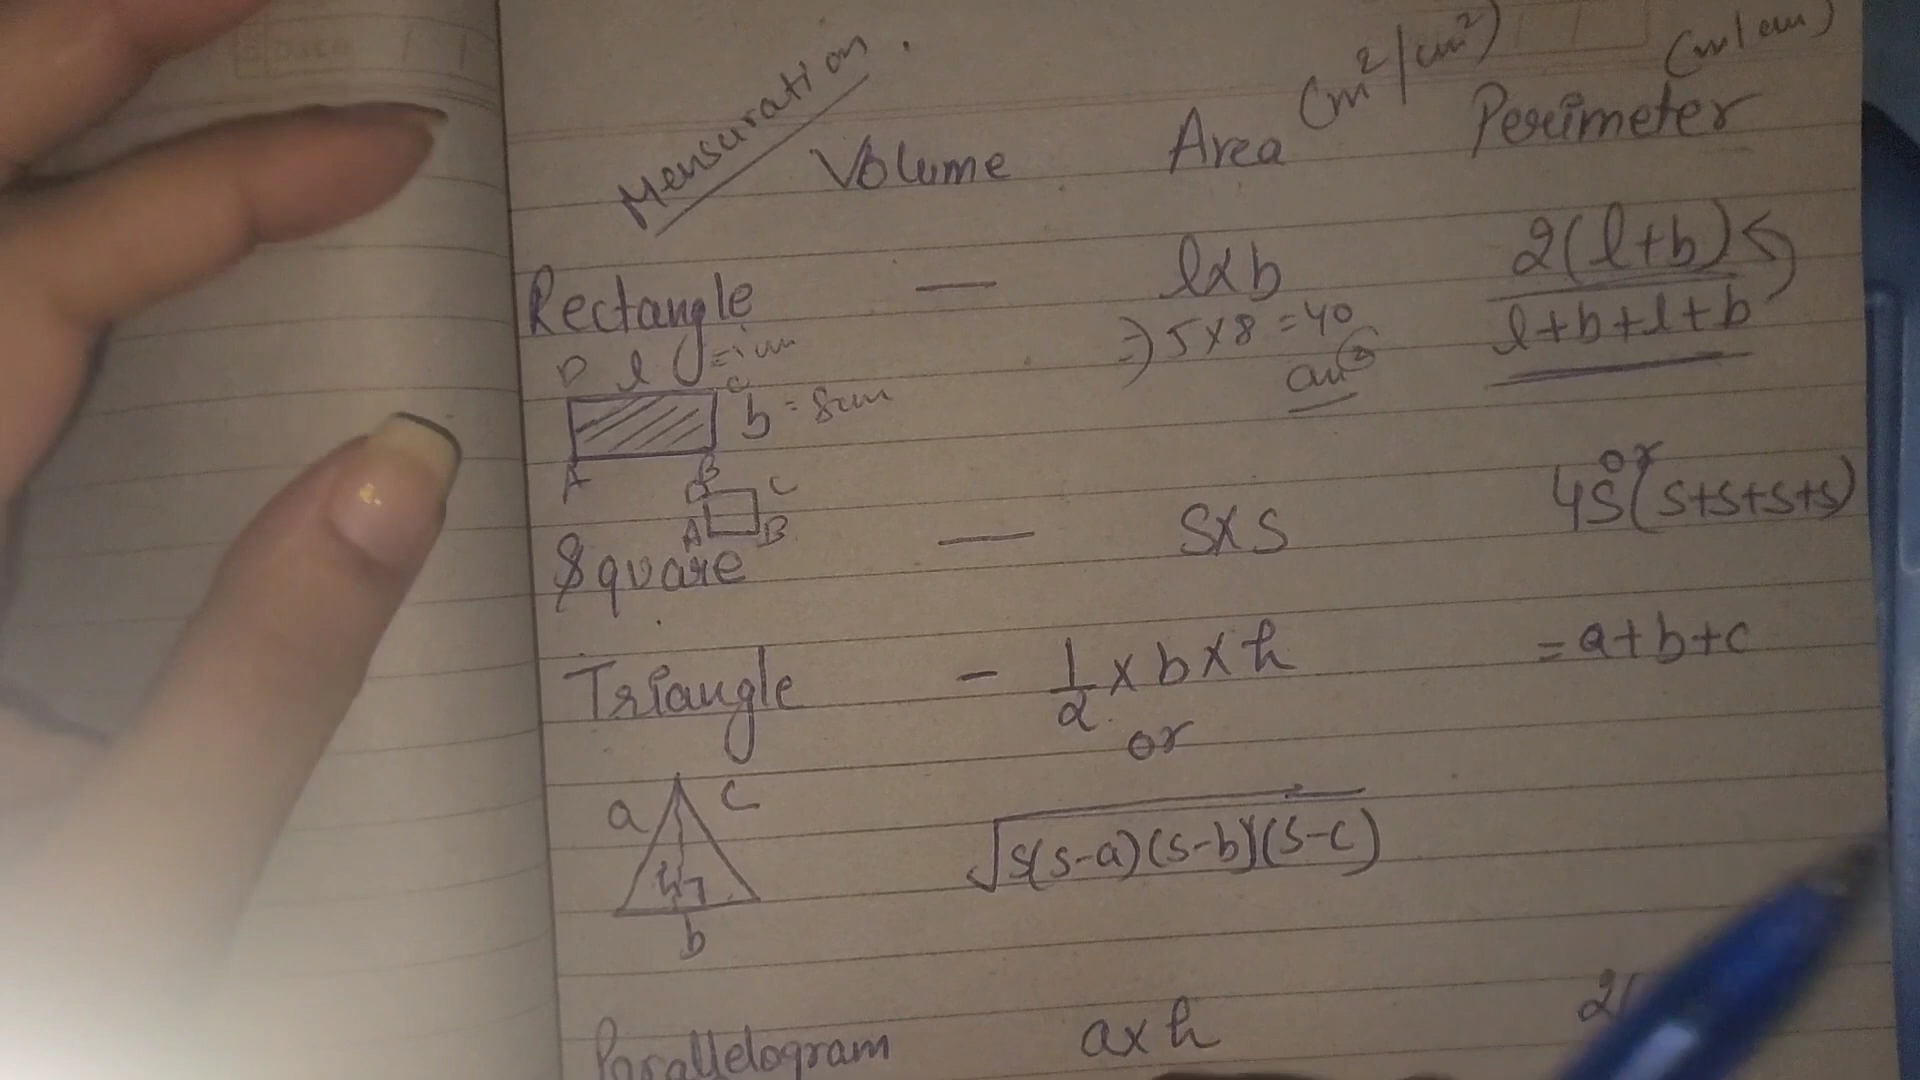 Mensuration.
Volume Area (m²/cm²) Perimeter (m/cm)
Rectangle — l×b 2(l+b)
⇒ 5×8 = 40 l+b+l+b
D l C
b = 8cm
A B
C
A B
Square — S×S 4S or (S+S+S+S)
Triangle — 1/2 × b × h = a+b+c
or
a c
√S(S-a)(S-b)(S-c)
h
b
Parallelogram a×h 2(